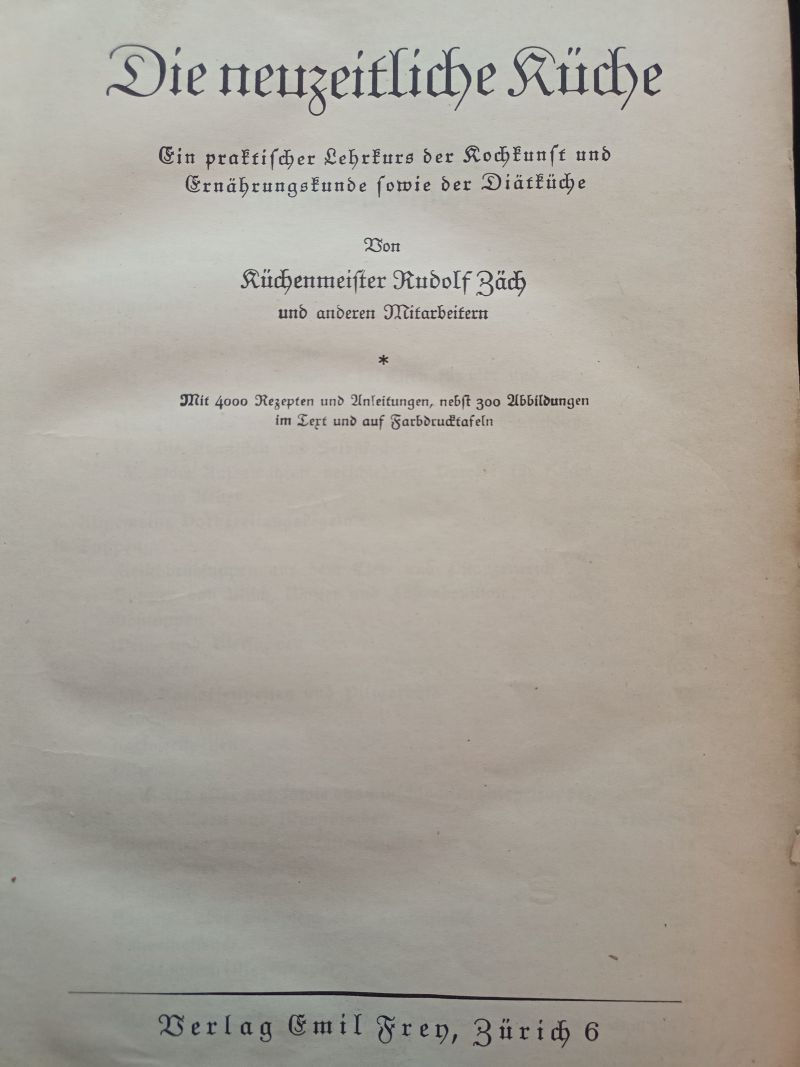 Die neuzeitliche Küche
Ein praktischer Lehrkurs der Kochkunst und
Ernährungskunde sowie der Diätküche
Von
Küchenmeister Rudolf Zäch
und anderen Mitarbeitern
*
Mit 4000 Rezepten und Anleitungen, nebst 300 Abbildungen
im Text und auf Farbdrucktafeln
Verlag Emil Frey, Zürich 6